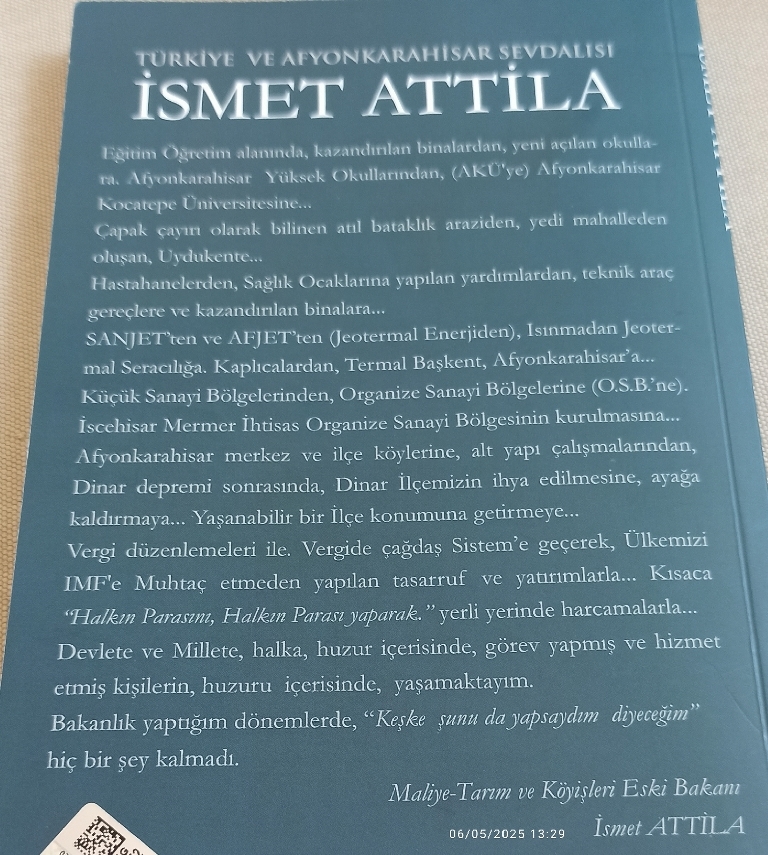 TÜRKİYE VE AFYONKARAHİSAR SEVDALISI
İSMET ATTİLA
Eğitim Öğretim alanında, kazandırılan binalardan, yeni açılan okulla-
ra. Afyonkarahisar Yüksek Okullarından, (AKÜ'ye) Afyonkarahisar
Kocatepe Üniversitesine...
Çapak çayırı olarak bilinen atıl bataklık araziden, yedi mahalleden
oluşan, Uydukente...
Hastahanelerden, Sağlık Ocaklarına yapılan yardımlardan, teknik araç
gereçlere ve kazandırılan binalara...
SANJET'ten ve AFJET'ten (Jeotermal Enerjiden), Isınmadan Jeoter-
mal Seracılığa. Kaplıcalardan, Termal Başkent, Afyonkarahisar'a...
Küçük Sanayi Bölgelerinden, Organize Sanayi Bölgelerine (O.S.B.'ne).
İscehisar Mermer İhtisas Organize Sanayi Bölgesinin kurulmasına...
Afyonkarahisar merkez ve ilçe köylerine, alt yapı çalışmalarından,
Dinar depremi sonrasında, Dinar İlçemizin ihya edilmesine, ayağa
kaldırmaya... Yaşanabilir bir İlçe konumuna getirmeye...
Vergi düzenlemeleri ile. Vergide çağdaş Sistem'e geçerek, Ülkemizi
IMF'e Muhtaç etmeden yapılan tasarruf ve yatırımlarla... Kısaca
"Halkın Parasını, Halkın Parası yaparak." yerli yerinde harcamalarla...
Devlete ve Millete, halka, huzur içerisinde, görev yapmış ve hizmet
etmiş kişilerin, huzuru içerisinde, yaşamaktayım.
Bakanlık yaptığım dönemlerde, "Keşke şunu da yapsaydım diyeceğim"
hiç bir şey kalmadı.
Maliye-Tarım ve Köyişleri Eski Bakanı
İsmet ATTİLA
06/05/2025 13:29